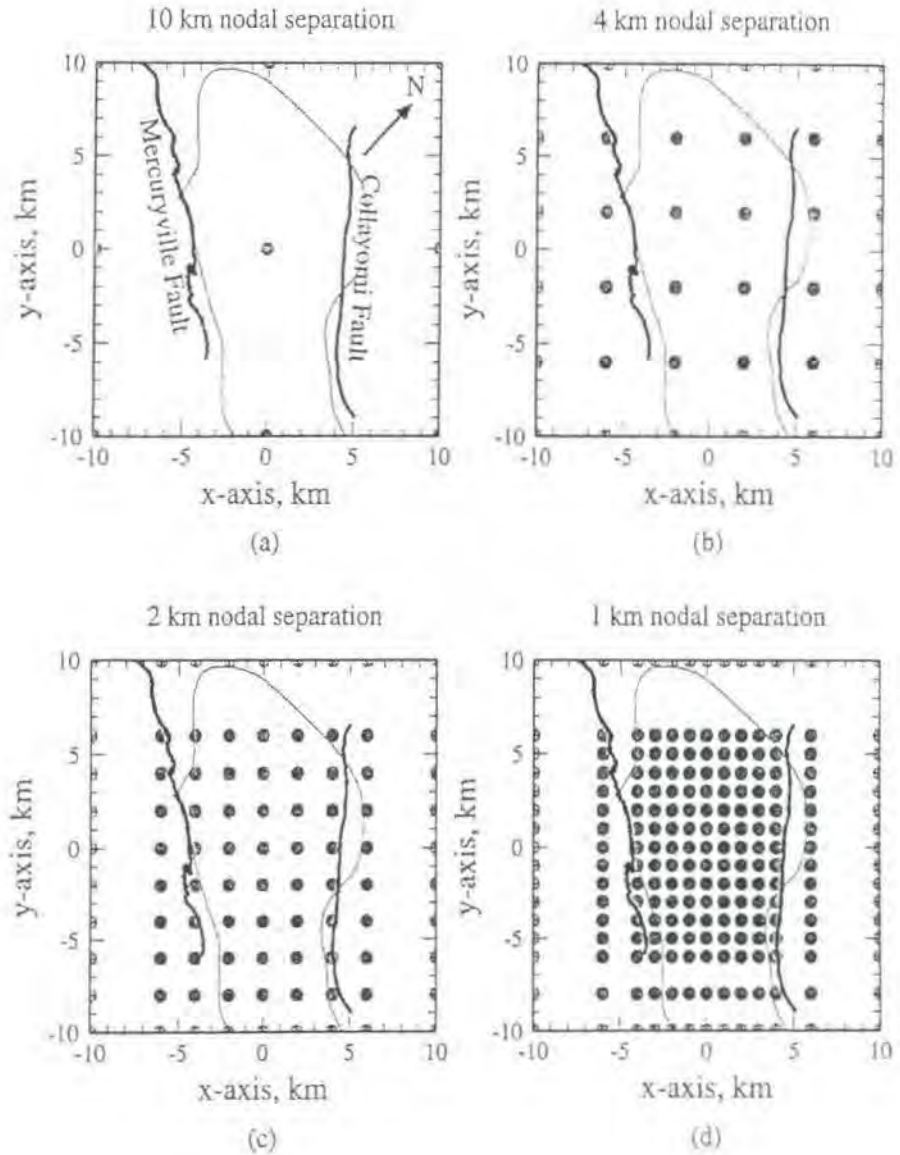 10 km nodal separation
4 km nodal separation
10
5
0
-5
-10
y-axis, km
Mercuryville Fault
Collayomi Fault
N
-10
-5
0
5
10
x-axis, km
(a)
10
5
0
-5
-10
y-axis, km
-10
-5
0
5
10
x-axis, km
(b)
2 km nodal separation
1 km nodal separation
10
5
0
-5
-10
y-axis, km
-10
-5
0
5
10
x-axis, km
(c)
10
5
0
-5
-10
y-axis, km
-10
-5
0
5
10
x-axis, km
(d)